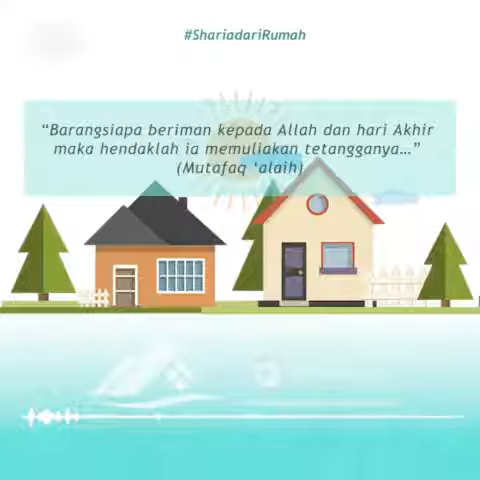 #ShariadariRumah
“Barangsiapa beriman kepada Allah dan hari Akhir
maka hendaklah ia memuliakan tetangganya…”
(Mutafaq ‘alaih)